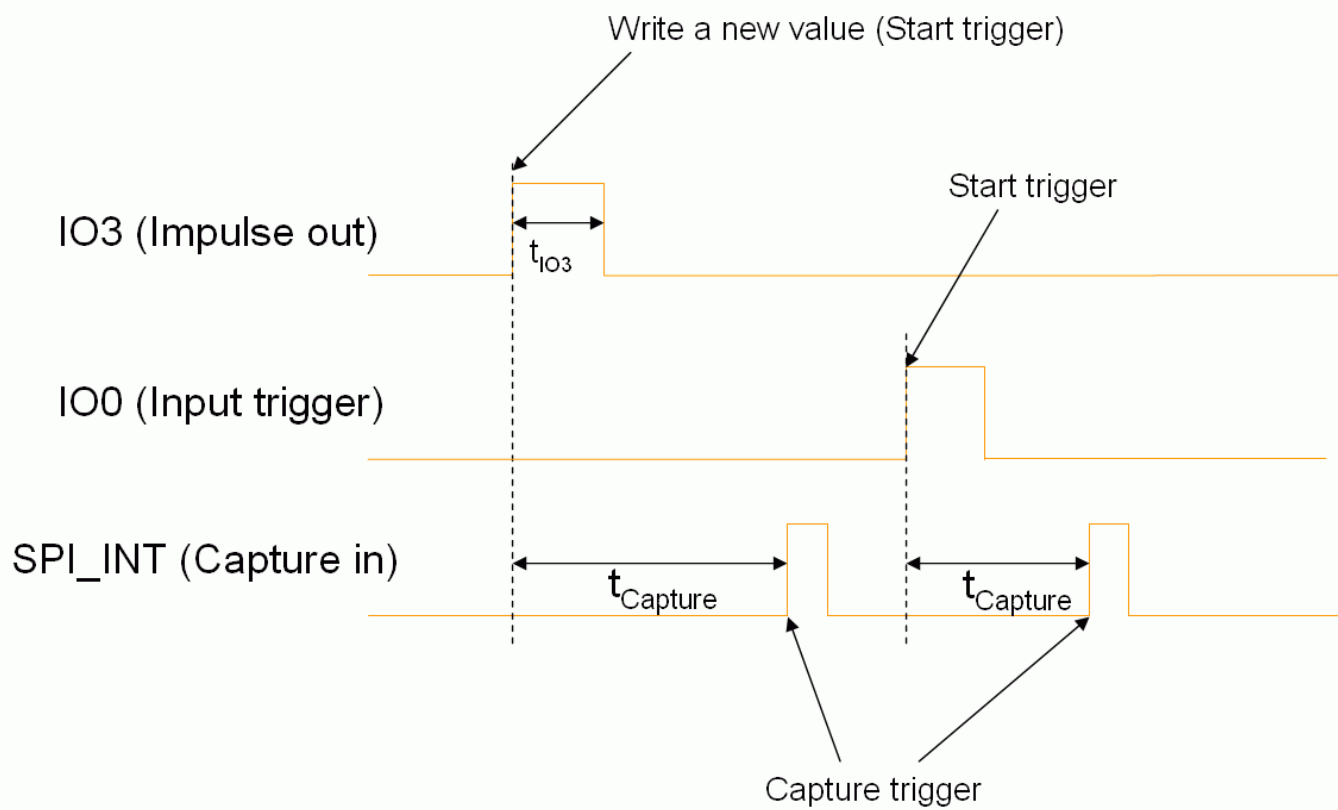 Write a new value (Start trigger)
Start trigger
IO3 (Impulse out)
tIO3
IO0 (Input trigger)
SPI_INT (Capture in)
tCapture
tCapture
Capture trigger